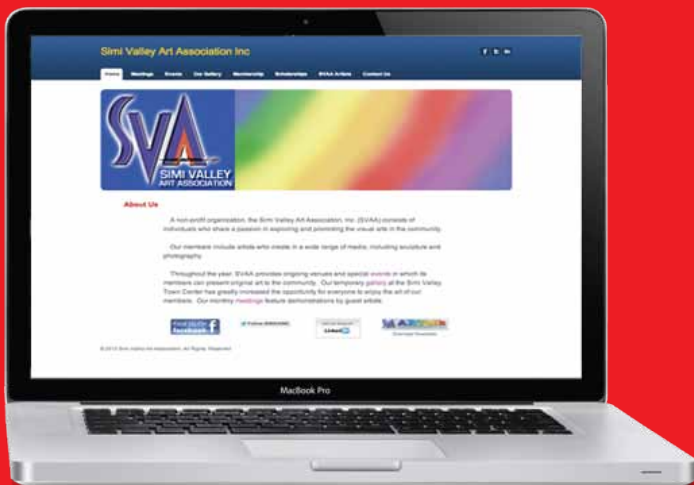 Simi Valley Art Association Inc
Home Meetings Events Our Gallery Membership Scholarships SVAA Artists Contact Us
SVA
SIMI VALLEY
ART ASSOCIATION
About Us
A non-profit organization, the Simi Valley Art Association, Inc. (SVAA) consists of
individuals who share a passion in exploring and promoting the visual arts in the community.
Our members include artists who create in a wide range of media, including sculpture and
photography.
Throughout the year, SVAA provides ongoing venues and special events in which its
members can present original art to the community. Our temporary gallery at the Simi Valley
Town Center has greatly increased the opportunity for everyone to enjoy the art of our
members. Our monthly meetings feature demonstrations by guest artists.
facebook
Follow
LinkedIn
MacBook Pro